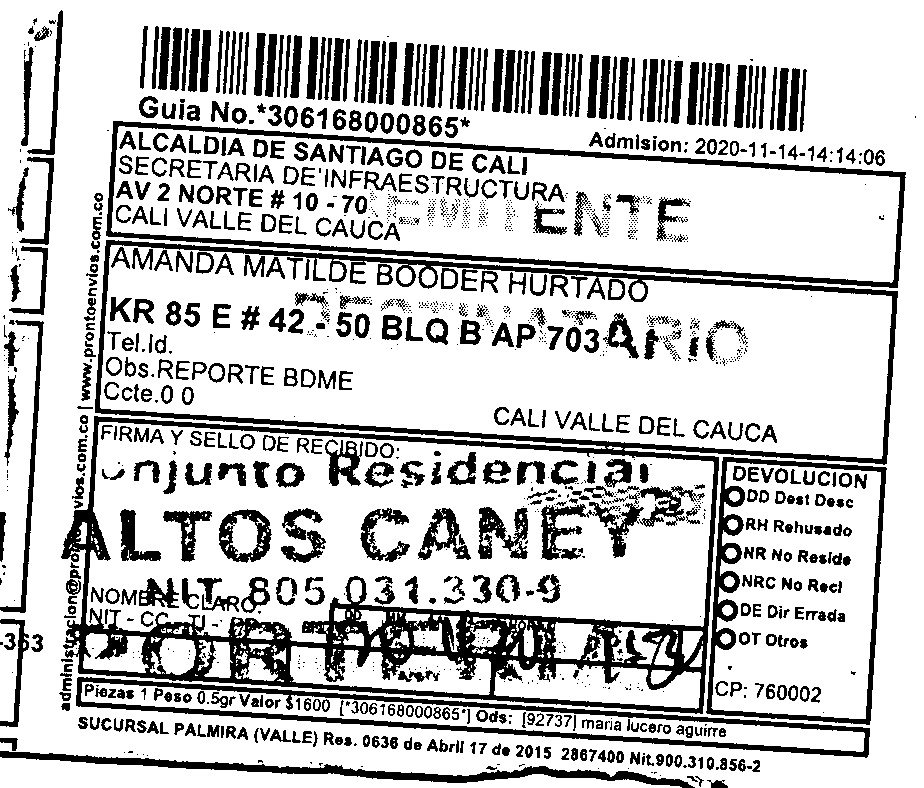 Guia No.*306168000865*
Admision: 2020-11-14-14:14:06
ALCALDIA DE SANTIAGO DE CALI
SECRETARIA DE INFRAESTRUCTURA
AV 2 NORTE # 10 - 70
CALI VALLE DEL CAUCA
REMITENTE
AMANDA MATILDE BOODER HURTADO
DESTINATARIO
KR 85 E # 42 - 50 BLQ B AP 703
Tel.Id.
Obs.REPORTE BDME
Ccte.0 0
CALI VALLE DEL CAUCA
FIRMA Y SELLO DE RECIBIDO:
onjunto Residencial
ALTOS CANEY
NIT. 805.031.330-9
NOMBRE CLARO:
NIT - CC - TI -
PORTERIA
DEVOLUCION
DD Dest Desc
RH Rehusado
NR No Reside
NRC No Recl
DE Dir Errada
OT Otros
CP: 760002
Piezas 1 Peso 0.5gr Valor $1600 [*306168000865*] Ods: [92737] maria lucero aguirre
SUCURSAL PALMIRA (VALLE) Res. 0636 de Abril 17 de 2015 2867400 Nit.900.310.856-2
administracion@prontoenvios.com.co | www.prontoenvios.com.co
-363